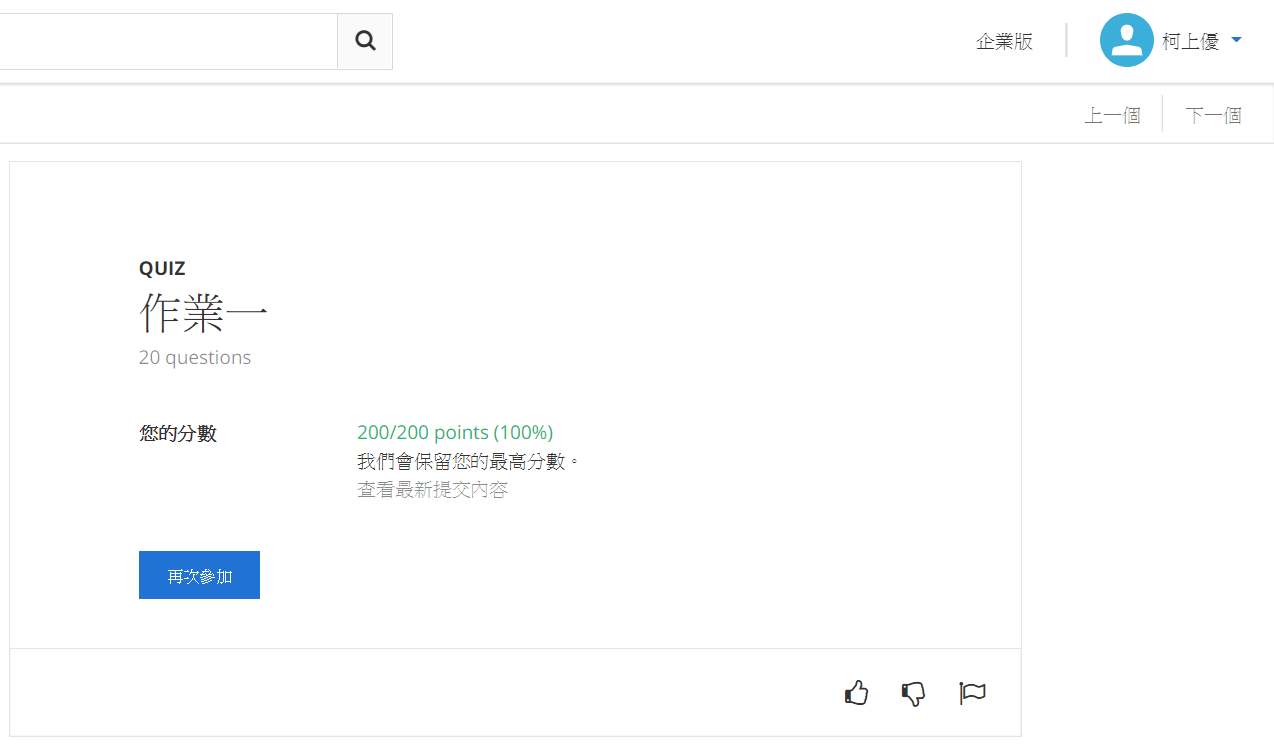 企業版
柯上優
上一個
下一個
QUIZ
作業一
20 questions
您的分數
200/200 points (100%)
我們會保留您的最高分數。
查看最新提交內容
再次參加